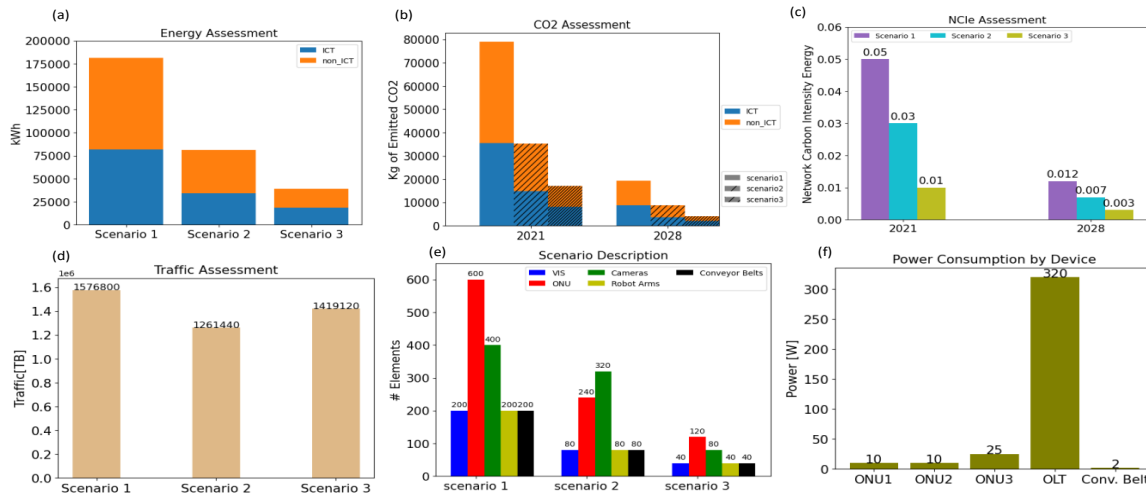 (a)
Energy Assessment
ICT
non_ICT
kWh
200000
175000
150000
125000
100000
75000
50000
25000
0
Scenario 1 Scenario 2 Scenario 3
(b)
CO2 Assessment
Kg of Emitted CO2
80000
70000
60000
50000
40000
30000
20000
10000
0
2021 2028
ICT
non_ICT
scenario1
scenario2
scenario3
(c)
NCIe Assessment
Scenario 1 Scenario 2 Scenario 3
Network Carbon Intensity Energy
0.06
0.05
0.04
0.03
0.02
0.01
0.00
0.05
0.03
0.01
0.012
0.007
0.003
2021 2028
(d)
Traffic Assessment
1e6
Traffic[TB]
1.6
1.4
1.2
1.0
0.8
0.6
0.4
0.2
0.0
1576800
1261440
1419120
Scenario 1 Scenario 2 Scenario 3
(e)
Scenario Description
VIS Cameras Conveyor Belts
ONU Robot Arms
# Elements
600
500
400
300
200
100
0
200 600 400 200 200
80 240 320 80 80
40 120 80 40 40
scenario 1 scenario 2 scenario 3
(f)
Power Consumption by Device
Power [W]
300
250
200
150
100
50
0
10 10 25 320 2
ONU1 ONU2 ONU3 OLT Conv. Belt